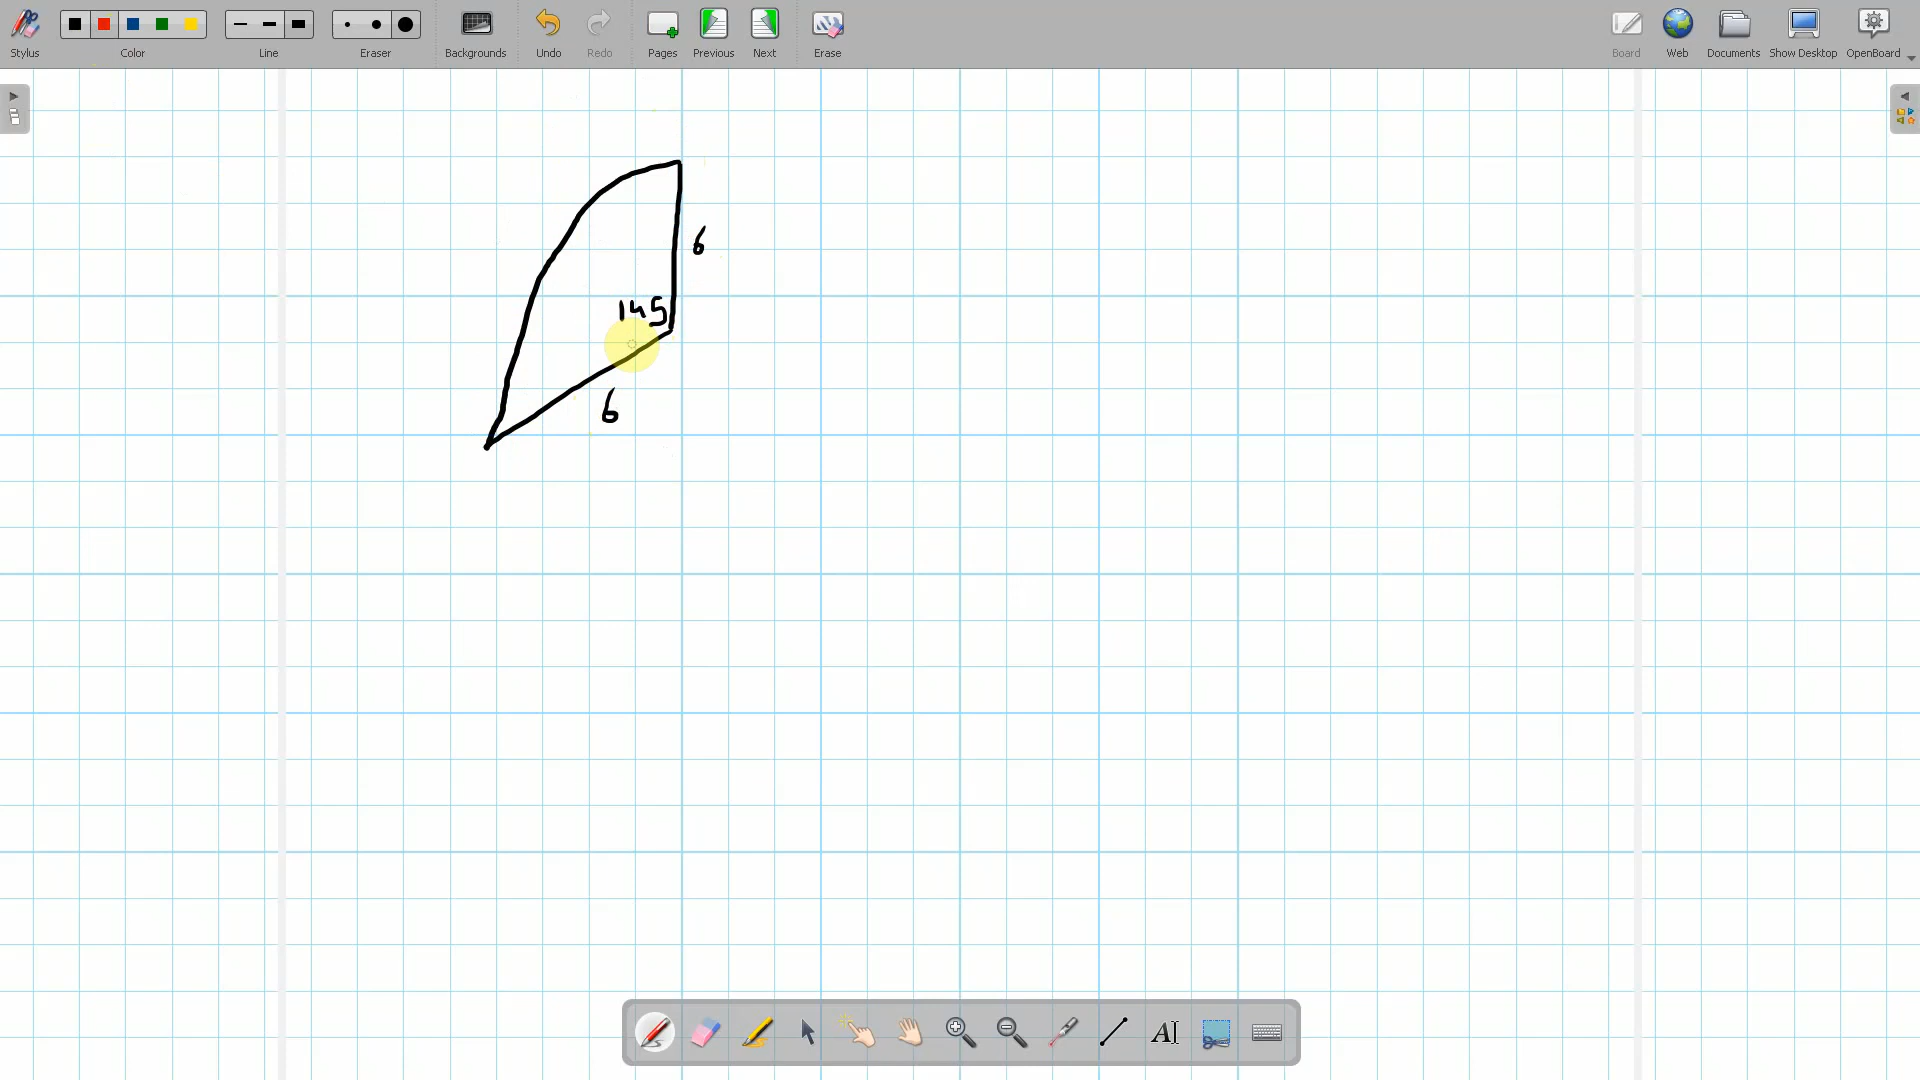 Stylus
Color
Line
Eraser
Backgrounds
Undo
Redo
Pages
Previous
Next
Erase
Board
Web
Documents
Show Desktop
OpenBoard
6
145
6
A